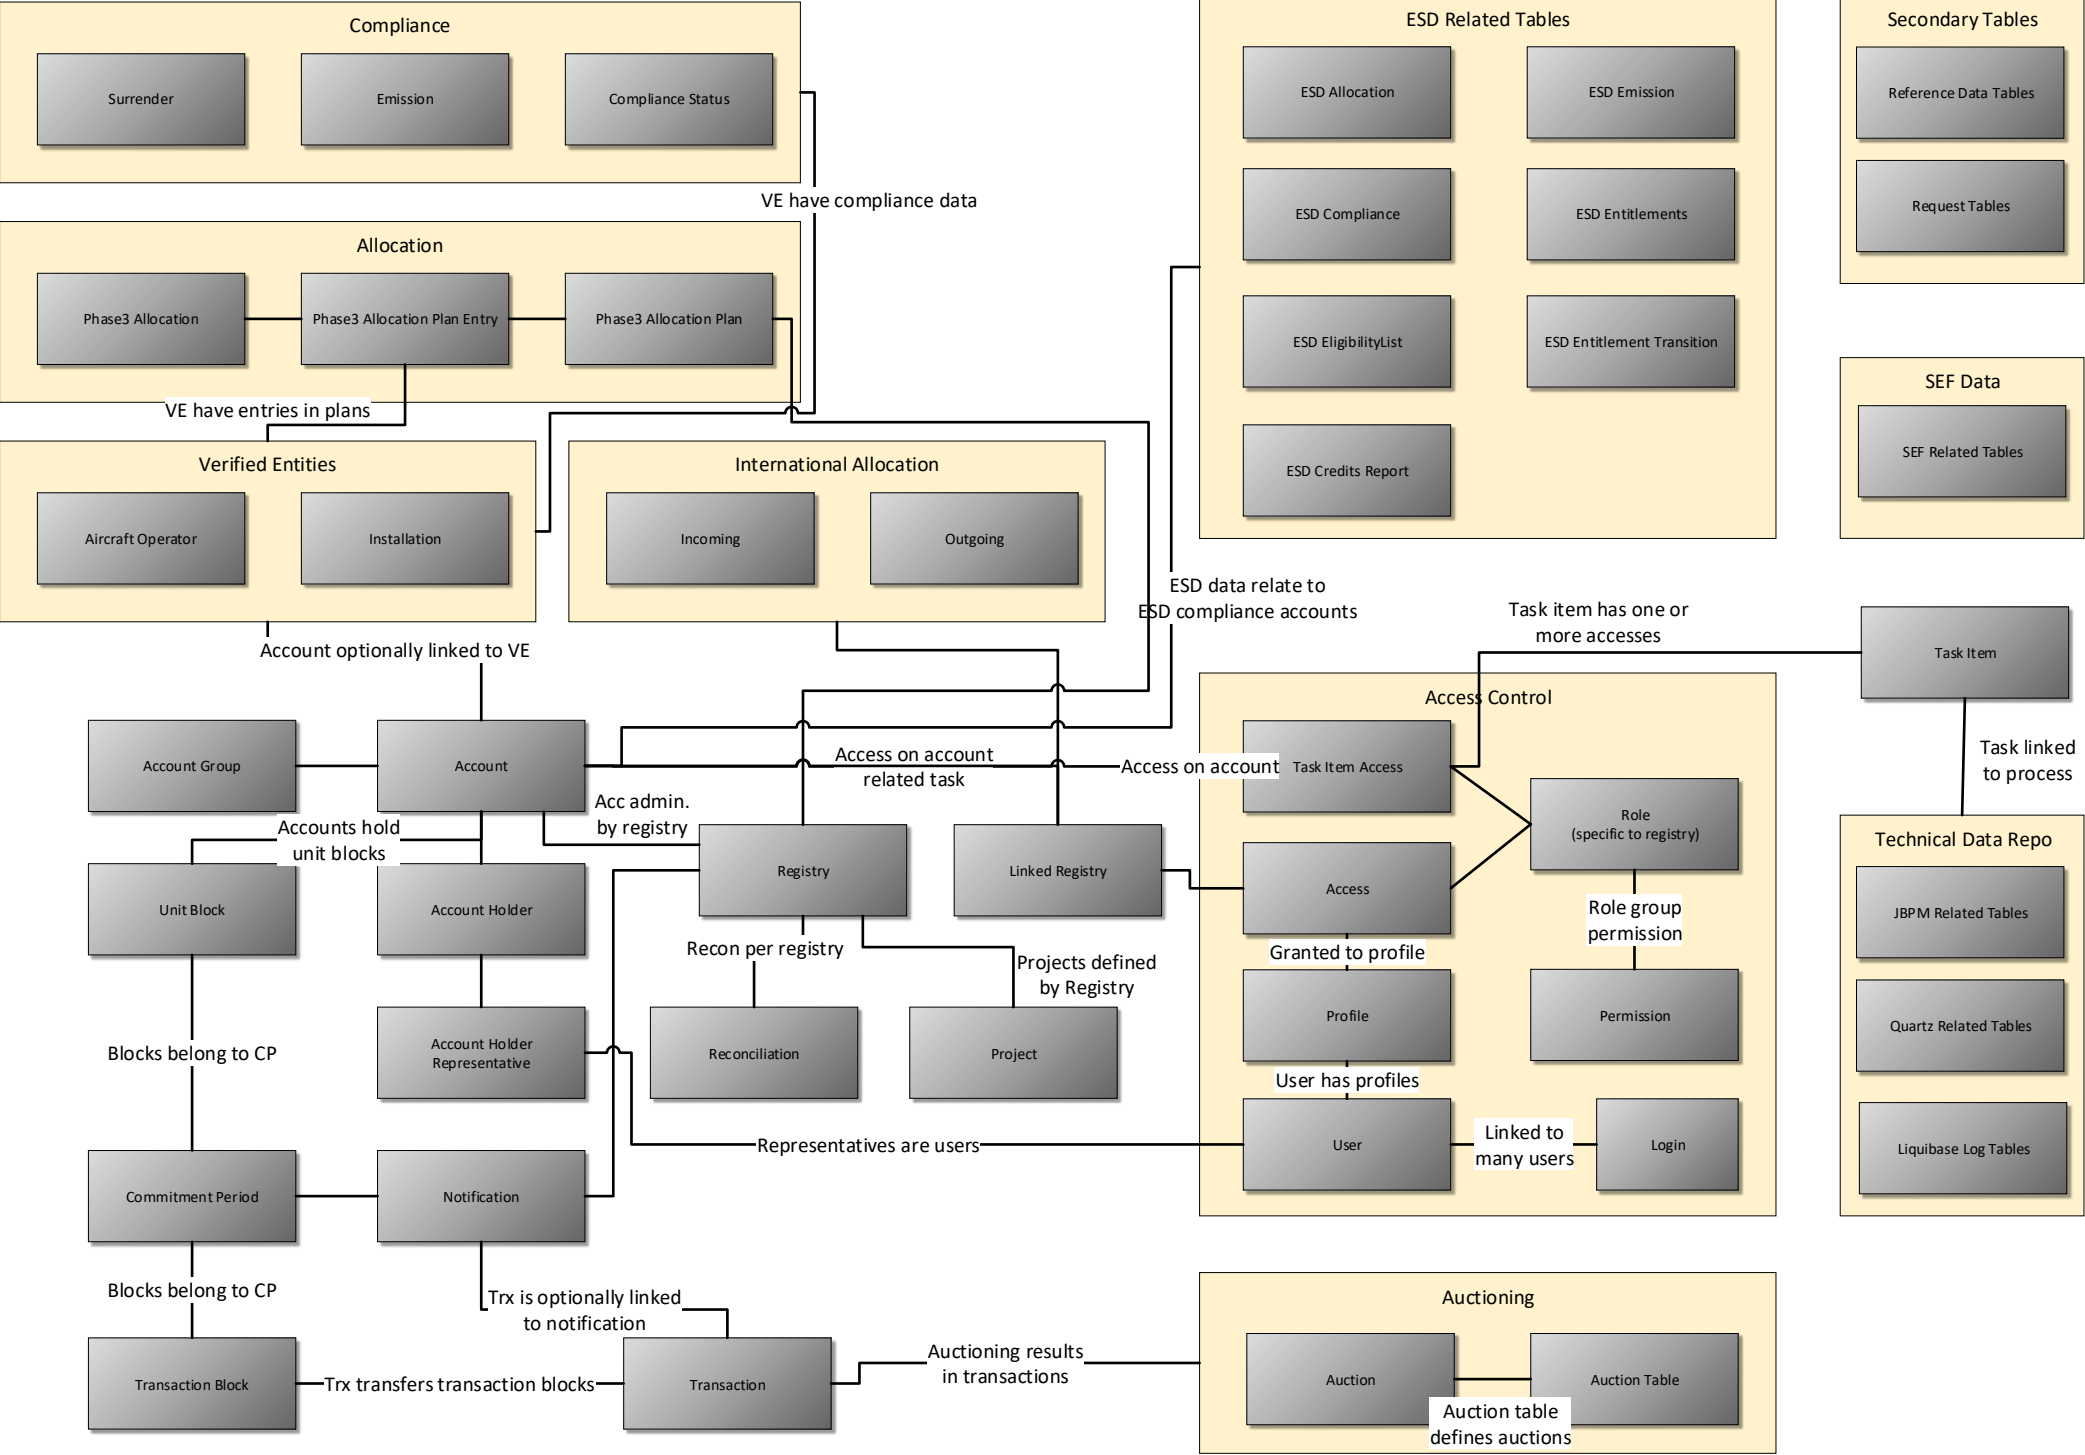 Compliance
Surrender
Emission
Compliance Status
VE have compliance data
Allocation
Phase3 Allocation
Phase3 Allocation Plan Entry
Phase3 Allocation Plan
VE have entries in plans
Verified Entities
Aircraft Operator
Installation
International Allocation
Incoming
Outgoing
ESD Related Tables
ESD Allocation
ESD Emission
ESD Compliance
ESD Entitlements
ESD EligibilityList
ESD Entitlement Transition
ESD Credits Report
Secondary Tables
Reference Data Tables
Request Tables
SEF Data
SEF Related Tables
ESD data relate to
ESD compliance accounts
Task item has one or
more accesses
Task Item
Task linked
to process
Account optionally linked to VE
Account Group
Account
Access on account
related task
Access on account
Acc admin.
by registry
Accounts hold
unit blocks
Unit Block
Account Holder
Registry
Linked Registry
Recon per registry
Projects defined
by Registry
Account Holder
Representative
Reconciliation
Project
Blocks belong to CP
Representatives are users
Commitment Period
Notification
Blocks belong to CP
Trx is optionally linked
to notification
Transaction Block
Trx transfers transaction blocks
Transaction
Auctioning results
in transactions
Access Control
Task Item Access
Role
(specific to registry)
Access
Role group
permission
Granted to profile
Profile
Permission
User has profiles
User
Linked to
many users
Login
Technical Data Repo
JBPM Related Tables
Quartz Related Tables
Liquibase Log Tables
Auctioning
Auction
Auction Table
Auction table
defines auctions